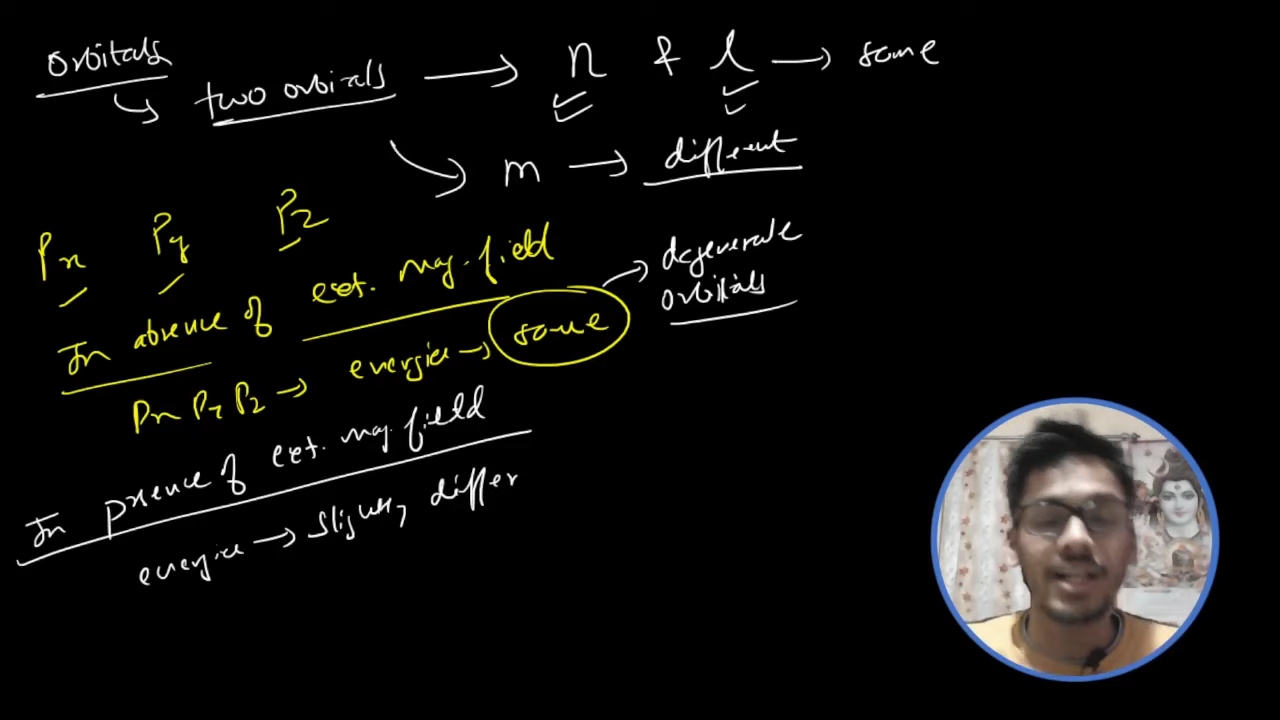 orbitals
two orbitals → n & l → same
m → different
Px Py Pz
In absence of ext. mag. field
Px Py Pz → energies → same
degenerate
orbitals
In presence of ext. mag. field
energies → slightly differ